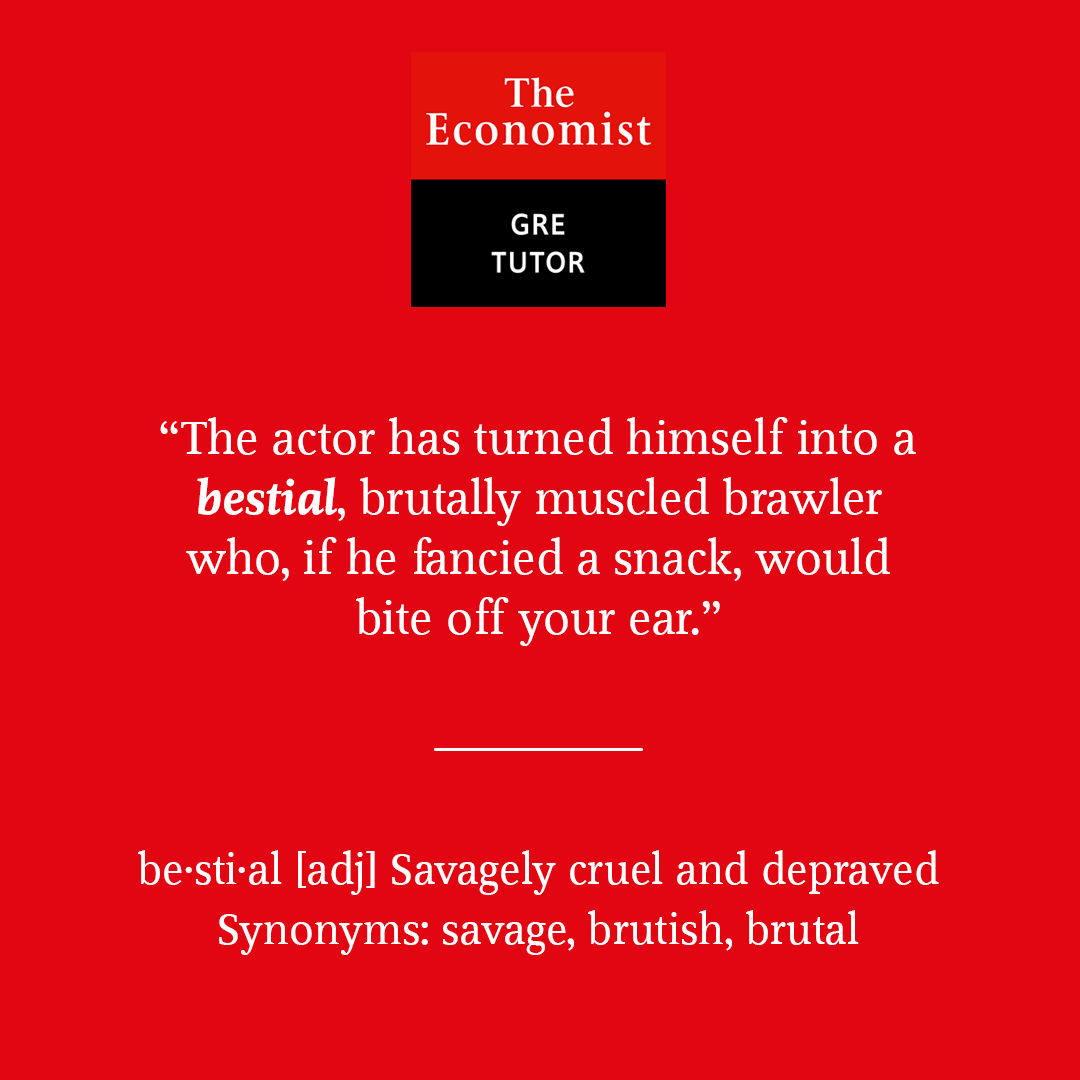 The
Economist
GRE
TUTOR
“The actor has turned himself into a
bestial, brutally muscled brawler
who, if he fancied a snack, would
bite off your ear.”
be·sti·al [adj] Savagely cruel and depraved
Synonyms: savage, brutish, brutal